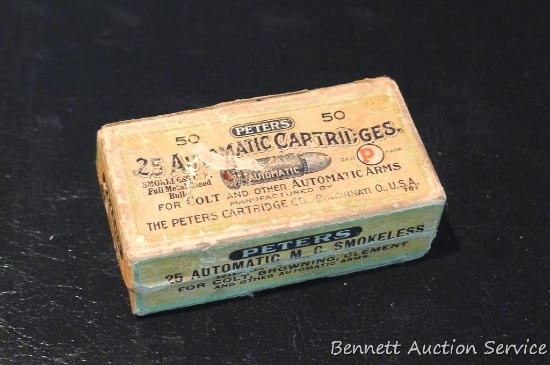 50 PETERS 50
25 AUTOMATIC CARTRIDGES.
AUTOMATIC
TRADE P MARK
SMOKELESS
Full Metal Cased
Bullet
FOR COLT AND OTHER AUTOMATIC ARMS
MANUFACTURED BY
THE PETERS CARTRIDGE CO. CINCINNATI O., U.S.A.
PETERS
25 AUTOMATIC M. C. SMOKELESS
FOR COLT, BROWNING, CLEMENT
AND OTHER AUTOMATIC ARMS.
Bennett Auction Service